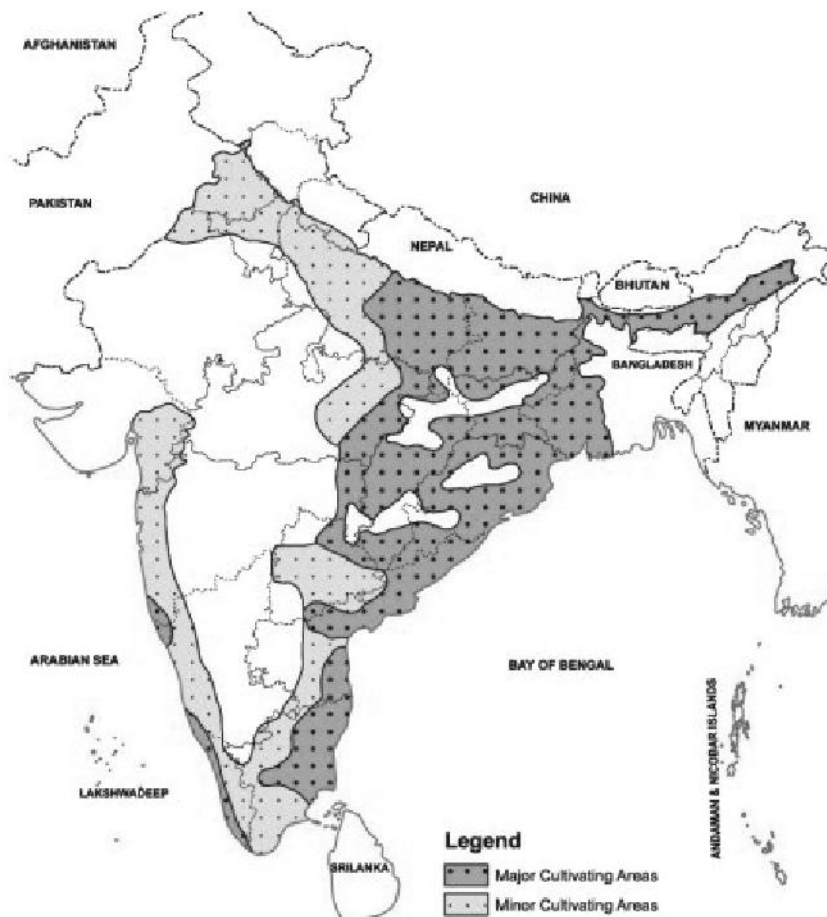 AFGHANISTAN
PAKISTAN
CHINA
NEPAL
BHUTAN
BANGLADESH
MYANMAR
ARABIAN SEA
BAY OF BENGAL
LAKSHWADEEP
ANDAMAN & NICOBAR ISLANDS
SRILANKA
Legend
Major Cultivating Areas
Minor Cultivating Areas